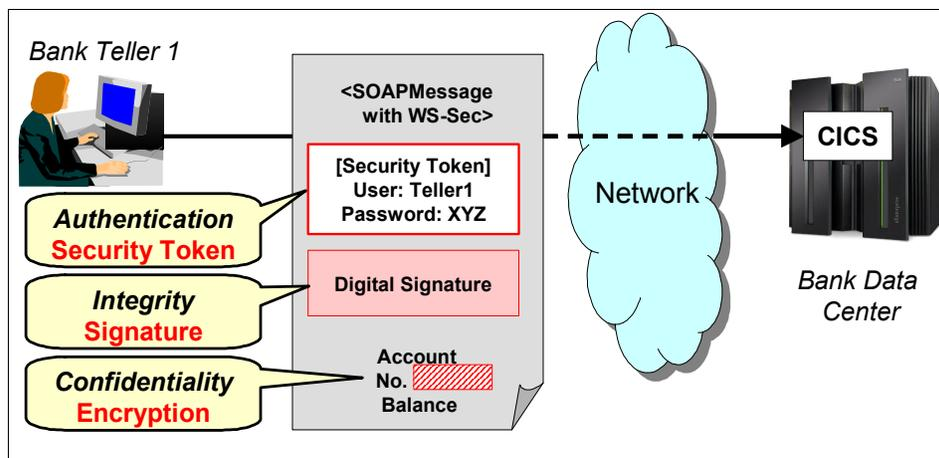 Bank Teller 1
<SOAPMessage
with WS-Sec>
[Security Token]
User: Teller1
Password: XYZ
Authentication
Security Token
Digital Signature
Integrity
Signature
Account
No.
Balance
Confidentiality
Encryption
Network
CICS
Bank Data
Center